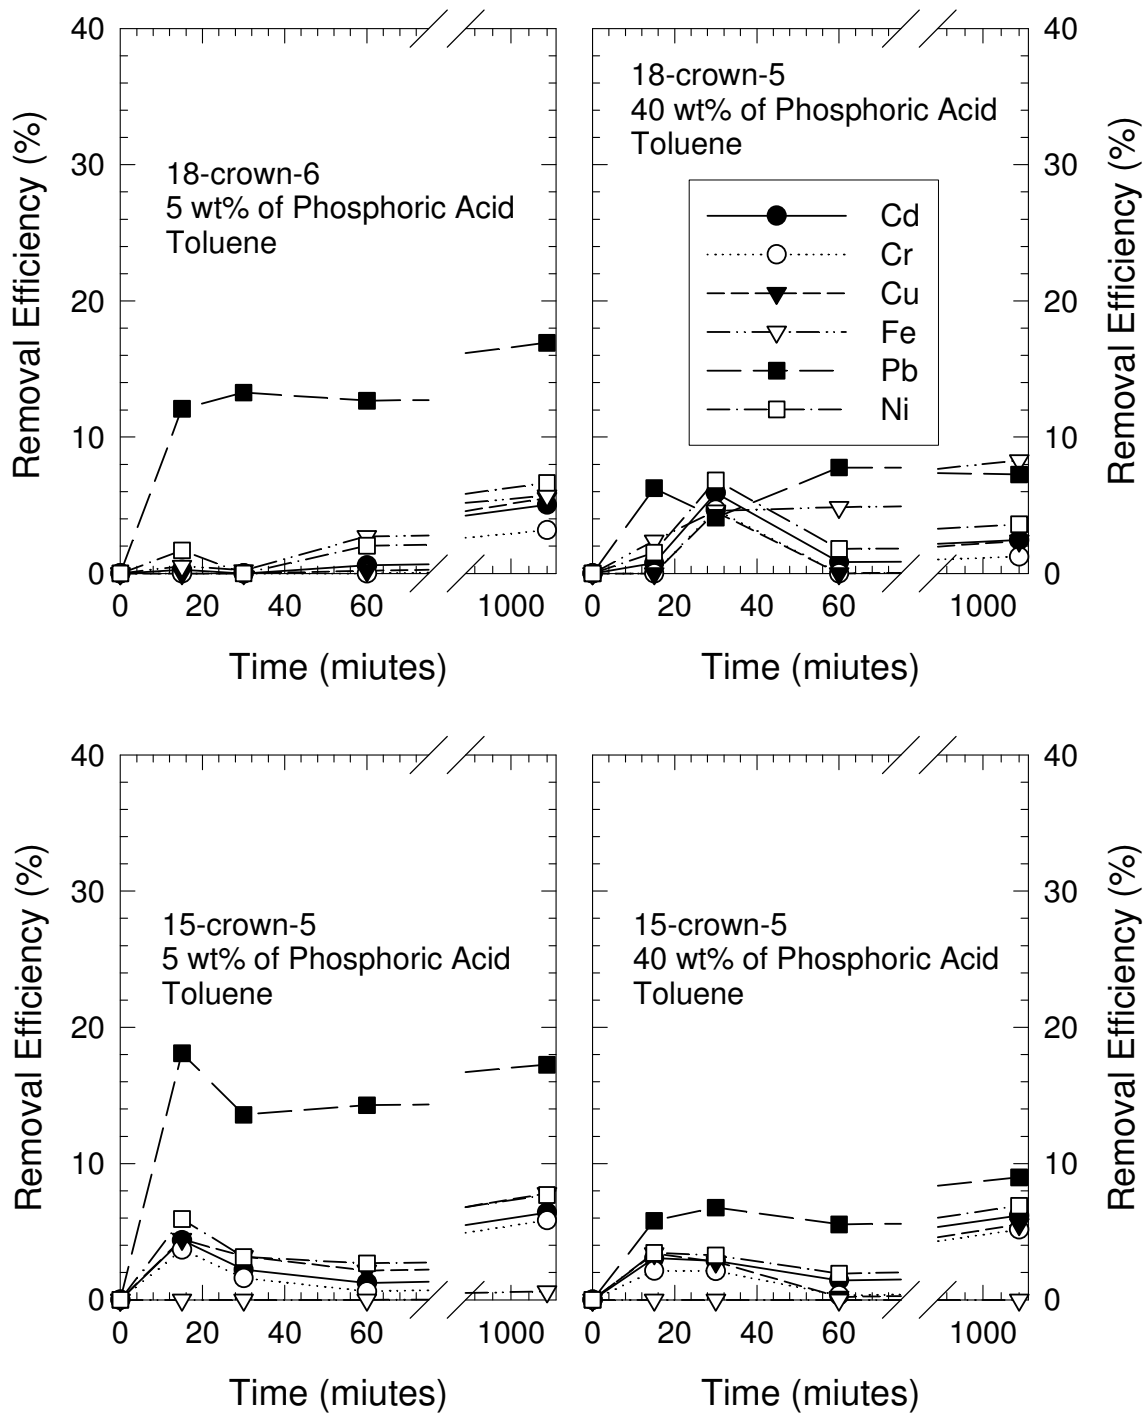 40
30
20
10
0
Removal Efficiency (%)
18-crown-6
5 wt% of Phosphoric Acid
Toluene
0 20 40 60 1000
Time (miutes)
18-crown-5
40 wt% of Phosphoric Acid
Toluene
Cd
Cr
Cu
Fe
Pb
Ni
40
30
20
10
0
Removal Efficiency (%)
0 20 40 60 1000
Time (miutes)
40
30
20
10
0
Removal Efficiency (%)
15-crown-5
5 wt% of Phosphoric Acid
Toluene
0 20 40 60 1000
Time (miutes)
15-crown-5
40 wt% of Phosphoric Acid
Toluene
40
30
20
10
0
Removal Efficiency (%)
0 20 40 60 1000
Time (miutes)